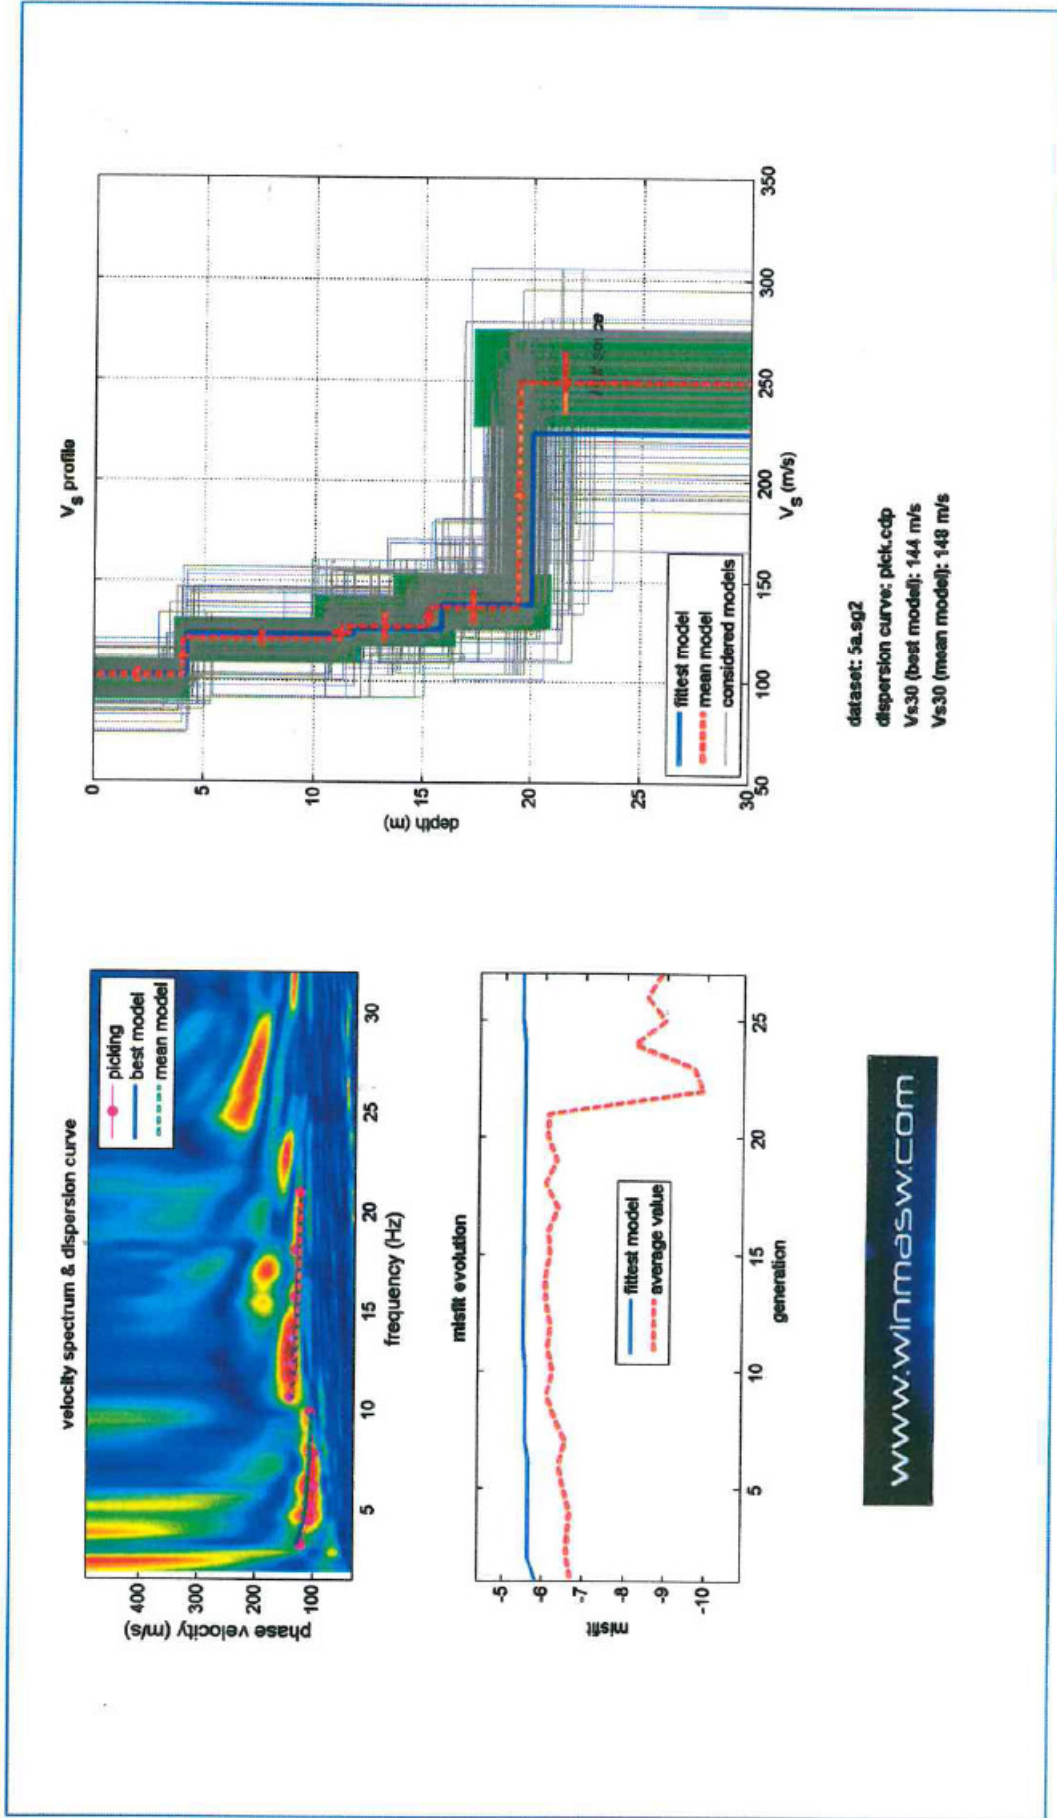 velocity spectrum & dispersion curve
picking
best model
mean model
400
300
200
100
phase velocity (m/s)
5
10
15
20
25
30
frequency (Hz)
misfit evolution
-5
-6
-7
-8
-9
-10
misfit
fittest model
average value
5
10
15
20
25
generation
Vs profile
0
5
10
15
20
25
30
depth (m)
fittest model
mean model
considered models
50
100
150
200
250
300
350
Vs (m/s)
dataset: 5a.sg2
dispersion curve: pick.cdp
Vs30 (best model): 144 m/s
Vs30 (mean model): 148 m/s
www.winmasw.com